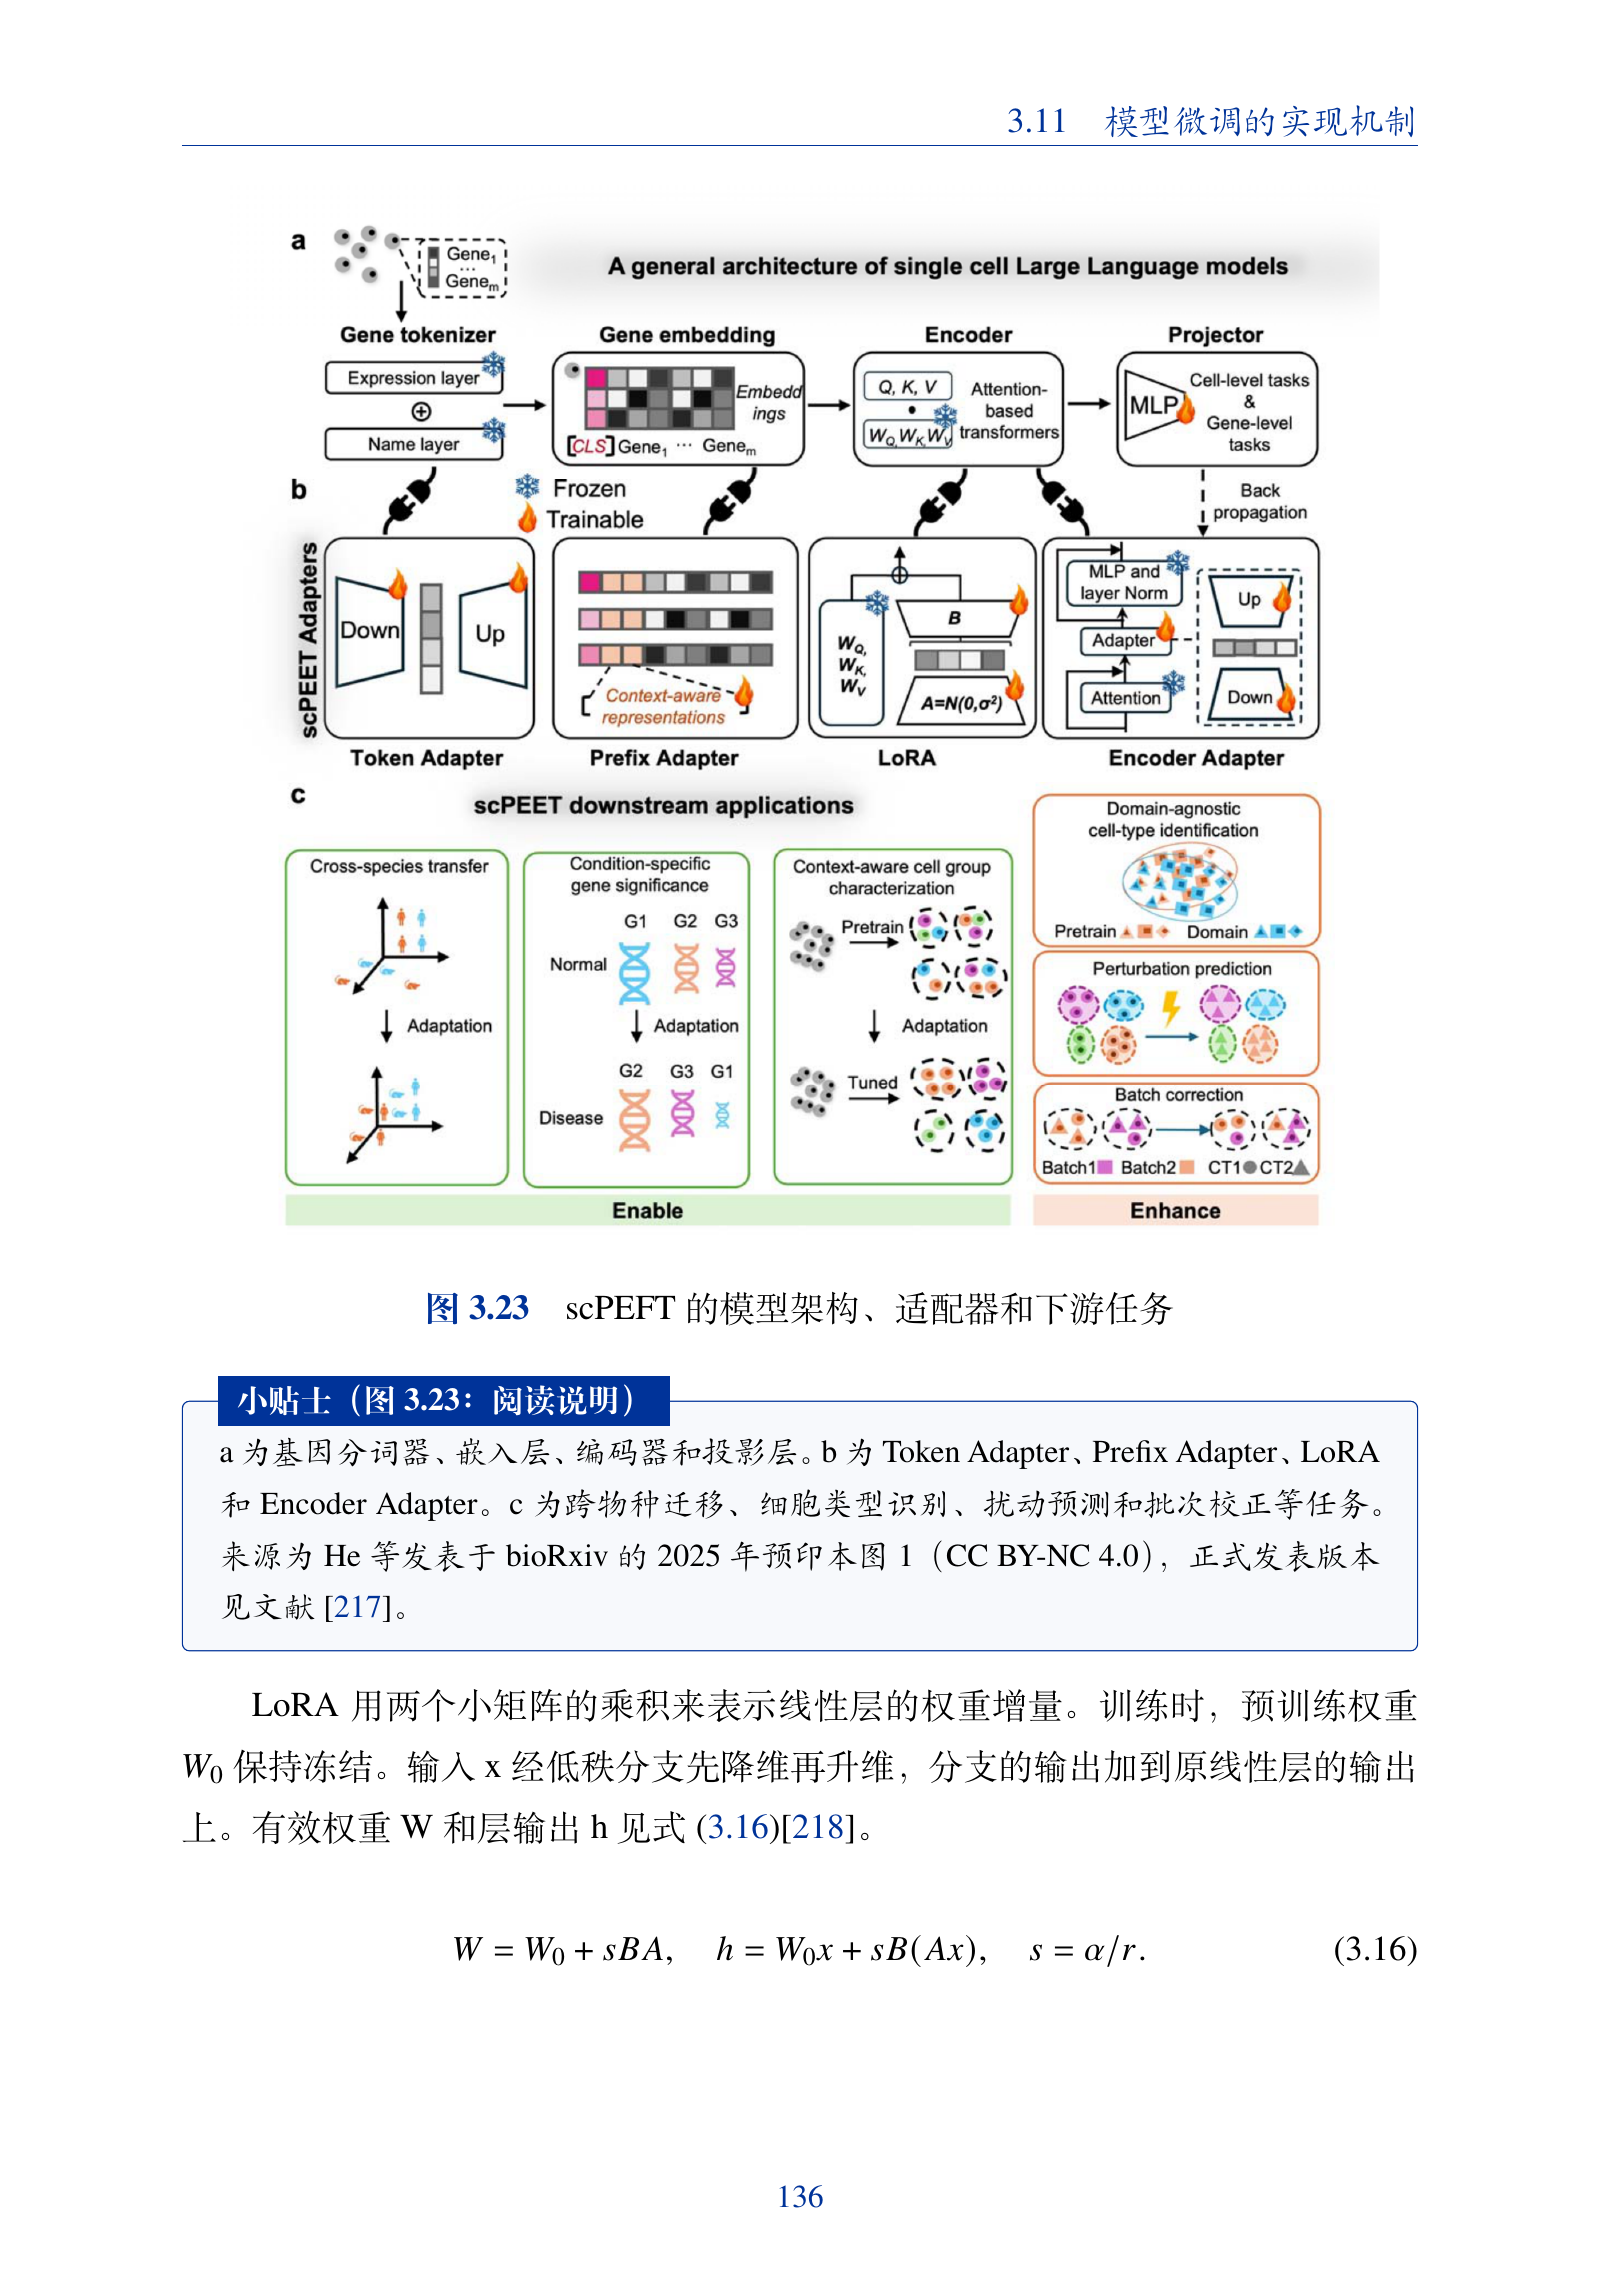 3.11 模型微调的实现机制
a
Gene1
...
Genem
A general architecture of single cell Large Language models
Gene tokenizer
Gene embedding
Encoder
Projector
Expression layer
Name layer
Embedd
ings
[CLS] Gene1 ... Genem
Q, K, V
WQ WK WV
Attention-
based
transformers
MLP
Cell-level tasks
&
Gene-level
tasks
b
Frozen
Trainable
Back
propagation
scPEET Adapters
Down
Up
Context-aware
representations
WQ,
WK,
WV
B
A=N(0,σ²)
MLP and
layer Norm
Adapter
Attention
Up
Down
Token Adapter
Prefix Adapter
LoRA
Encoder Adapter
c
scPEET downstream applications
Cross-species transfer
Adaptation
Condition-specific
gene significance
G1 G2 G3
Normal
Adaptation
G2 G3 G1
Disease
Context-aware cell group
characterization
Pretrain
Adaptation
Tuned
Domain-agnostic
cell-type identification
Pretrain Domain
Perturbation prediction
Batch correction
Batch1 Batch2 CT1 CT2
Enable
Enhance
图 3.23 scPEFT 的模型架构、适配器和下游任务
小贴士（图 3.23：阅读说明）
a 为基因分词器、嵌入层、编码器和投影层。b 为 Token Adapter、Prefix Adapter、LoRA
和 Encoder Adapter。c 为跨物种迁移、细胞类型识别、扰动预测和批次校正等任务。
来源为 He 等发表于 bioRxiv 的 2025 年预印本图 1（CC BY-NC 4.0），正式发表版本
见文献 [217]。
LoRA 用两个小矩阵的乘积来表示线性层的权重增量。训练时，预训练权重
W0 保持冻结。输入 x 经低秩分支先降维再升维，分支的输出加到原线性层的输出
上。有效权重 W 和层输出 h 见式 (3.16)[218]。
W = W0 + sBA, h = W0x + sB(Ax), s = α/r. (3.16)
136